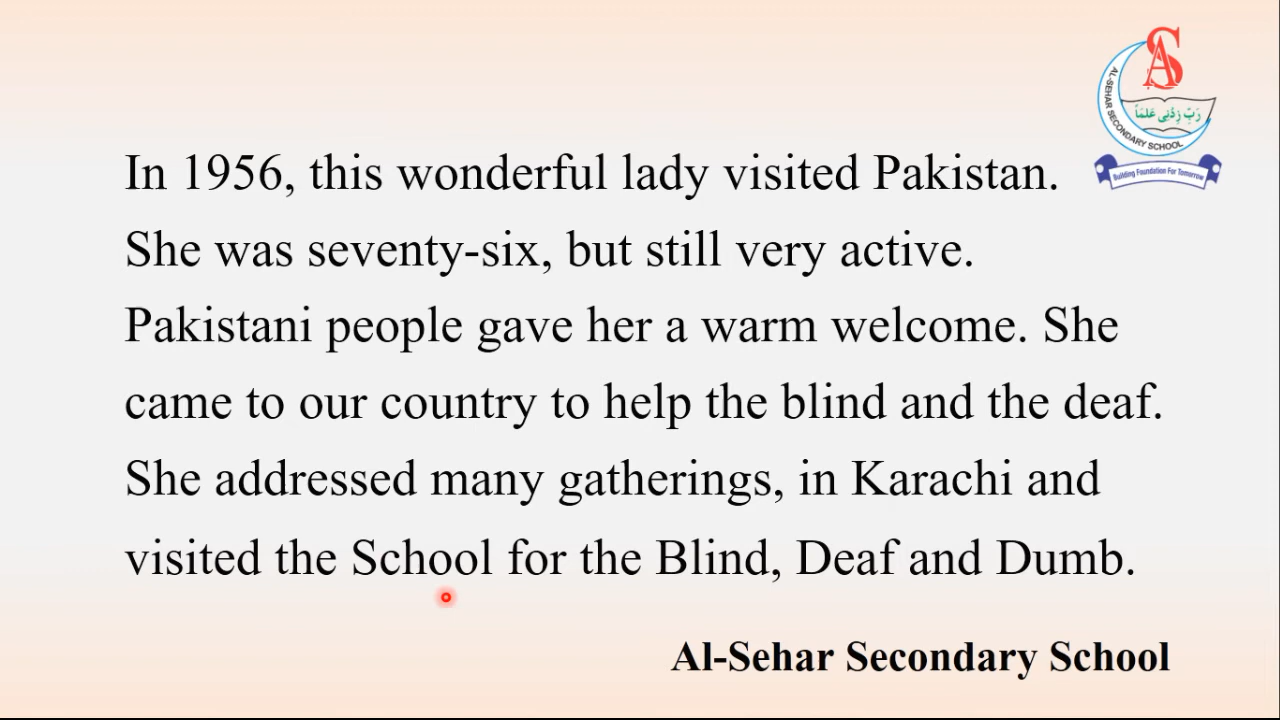 AS
AL-SEHAR SECONDARY SCHOOL
رَبِّ زِدْنِی عِلمَاً
Building Foundation For Tomorrow
In 1956, this wonderful lady visited Pakistan.
She was seventy-six, but still very active.
Pakistani people gave her a warm welcome. She
came to our country to help the blind and the deaf.
She addressed many gatherings, in Karachi and
visited the School for the Blind, Deaf and Dumb.
Al-Sehar Secondary School